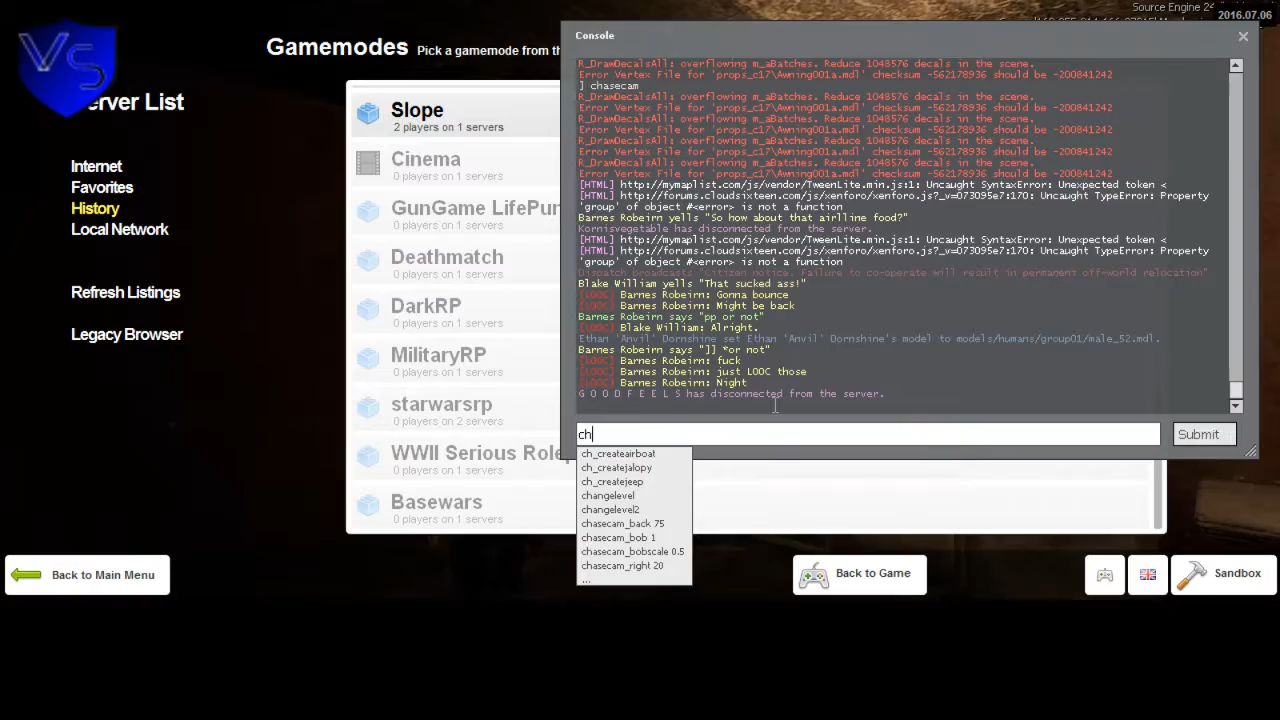 Source Engine 24
2016.07.06
VS
Server List
Internet
Favorites
History
Local Network
Refresh Listings
Legacy Browser
Gamemodes Pick a gamemode from th
Slope
2 players on 1 servers
Cinema
0 players on 1 servers
GunGame LifePun
0 players on 1 servers
Deathmatch
0 players on 1 servers
DarkRP
0 players on 1 servers
MilitaryRP
0 players on 1 servers
starwarsrp
0 players on 2 servers
WWII Serious Role
0 players on 1 servers
Basewars
0 players on 1 servers
Console
R_DrawDecalsAll: overflowing m_aBatches. Reduce 1048576 decals in the scene.
Error Vertex File for 'props_c17\Awning001a.mdl' checksum -562178936 should be -200841242
] chasecam
R_DrawDecalsAll: overflowing m_aBatches. Reduce 1048576 decals in the scene.
Error Vertex File for 'props_c17\Awning001a.mdl' checksum -562178936 should be -200841242
R_DrawDecalsAll: overflowing m_aBatches. Reduce 1048576 decals in the scene.
Error Vertex File for 'props_c17\Awning001a.mdl' checksum -562178936 should be -200841242
R_DrawDecalsAll: overflowing m_aBatches. Reduce 1048576 decals in the scene.
Error Vertex File for 'props_c17\Awning001a.mdl' checksum -562178936 should be -200841242
R_DrawDecalsAll: overflowing m_aBatches. Reduce 1048576 decals in the scene.
Error Vertex File for 'props_c17\Awning001a.mdl' checksum -562178936 should be -200841242
[HTML] http://mymaplist.com/js/vendor/TweenLite.min.js:1: Uncaught SyntaxError: Unexpected token <
[HTML] http://forums.cloudsixteen.com/js/xenforo/xenforo.js?_v=073095e7:170: Uncaught TypeError: Property
'group' of object #<error> is not a function
Barnes Robeirn yells "So how about that airlline food?"
Kornisvegetable has disconnected from the server.
[HTML] http://mymaplist.com/js/vendor/TweenLite.min.js:1: Uncaught SyntaxError: Unexpected token <
[HTML] http://forums.cloudsixteen.com/js/xenforo/xenforo.js?_v=073095e7:170: Uncaught TypeError: Property
'group' of object #<error> is not a function
Dispatch broadcasts "Citizen notice. Failure to co-operate will result in permanent off-world relocation"
Blake William yells "That sucked ass!"
[LOOC] Barnes Robeirn: Gonna bounce
[LOOC] Barnes Robeirn: Might be back
Barnes Robeirn says "pp or not"
[LOOC] Blake William: Alright.
Ethan 'Anvil' Dornshine set Ethan 'Anvil' Dornshine's model to models/humans/group01/male_52.mdl.
Barnes Robeirn says "]] *or not"
[LOOC] Barnes Robeirn: fuck
[LOOC] Barnes Robeirn: just LOOC those
[LOOC] Barnes Robeirn: Night
G O O D F E E L S has disconnected from the server.
ch
Submit
ch_createairboat
ch_createjalopy
ch_createjeep
changelevel
changelevel2
chasecam_back 75
chasecam_bob 1
chasecam_bobscale 0.5
chasecam_right 20
...
Back to Main Menu
Back to Game
Sandbox